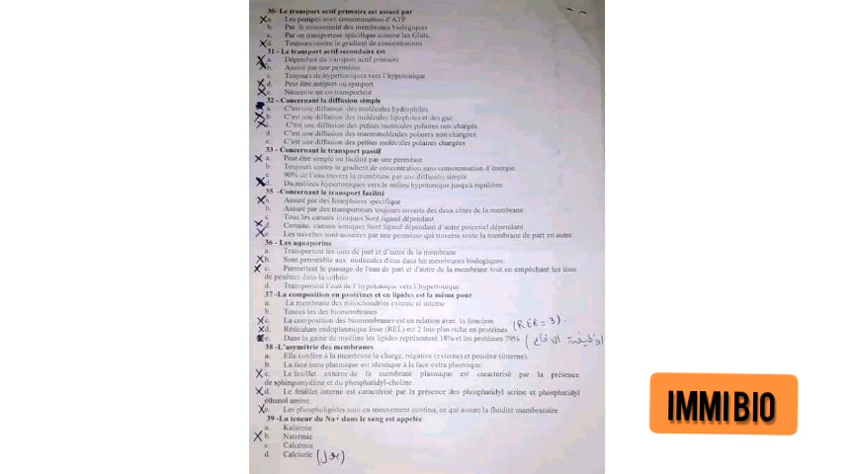 30- Le transport actif primaire est assuré par
a. Les pompes avec consommation d'ATP
b. Par le mouvement des membranes biologiques
c. Par un transporteur spécifique comme les Gluts.
d. Toujours contre le gradient de concentrations
31 - Le transport actif secondaire est
a. Dépendant du transport actif primaire
b. Assuré par une perméase
c. Toujours de hypertoniques vers l'hypotonique
d. Peut être antiport ou symport
e. Nécessite un co-transporteur
32 - Concernant la diffusion simple
a. C'est une diffusion des molécules hydrophiles
b. C'est une diffusion des molécules lipophiles et des gaz
c. C'est une diffusion des petites molécules polaires non chargés
d. C'est une diffusion des macromolécules polaires non chargées
e. C'est une diffusion des petites molécules polaires chargées
33 - Concernant le transport passif
a. Peut être simple ou facilité par une perméase
b Toujours contre le gradient de concentration sans consommation d'énergie
c. 90% de l'eau travers la membrane par une diffusion simple
d. Du milieux hypertoniques vers le milieu hypotonique jusqu'à équilibre.
35 -Concernant le transport facilité
a. Assuré par des Ionophores spécifique
b. Assuré par des transporteurs toujours ouverts des deux côtes de la membrane
c. Tous les canaux ioniques Sont ligand dépendant
d. Certains canaux ioniques Sont ligand dépendant d'autre potentiel dépendant
e. Les navettes sont assurées par une perméase qui traverse toute la membrane de part en autre.
36 - Les aquaporine
a. Transportent les ions de part et d'autre de la membrane
b. Sont perméable aux molécules d'eau dans les membranes biologiques.
c. Permettent le passage de l'eau de part et d'autre de la membrane tout en empêchant les ions
de pénétrer dans la cellule
d. Transportent l'eau de l'hypotonique vers l'hypertonique
37 -La composition en protéines et en lipides est la même pour
a. La membrane des mitochondries externe et interne
b. Toutes les des biomembranes
c. La composition des biomembranes est en relation avec la fonction
d. Réticulum endoplasmique lisse (REL) est 2 fois plus riche en protéines (RER = 3).
e. Dans la gaine de myéline les lipides représentent 18% et les protéines 79% (وظيفة الدفاع)
38 -L'asymétrie des membranes
a. Elle confère à la membrane la charge, négative (externe) et positive (interne).
b. La face intra plasmique est identique à la face extra plasmique.
c. Le feuillet externe de la membrane plasmique est caractérisé par la présence
de sphingomyéline et du phosphatidyl-choline.
d. Le feuillet interne est caractérisé par la présence des phosphatidyl serine et phosphatidyl
éthanol amine.
e. Les phospholipides sont en mouvement continu, ce qui assure la fluidité membranaire
39 -La teneur du Na+ dans le sang est appelée
a. Kaliémie
b. Natrémie
c. Calcémie
d. Calciurie (بول)
IMMI BIO